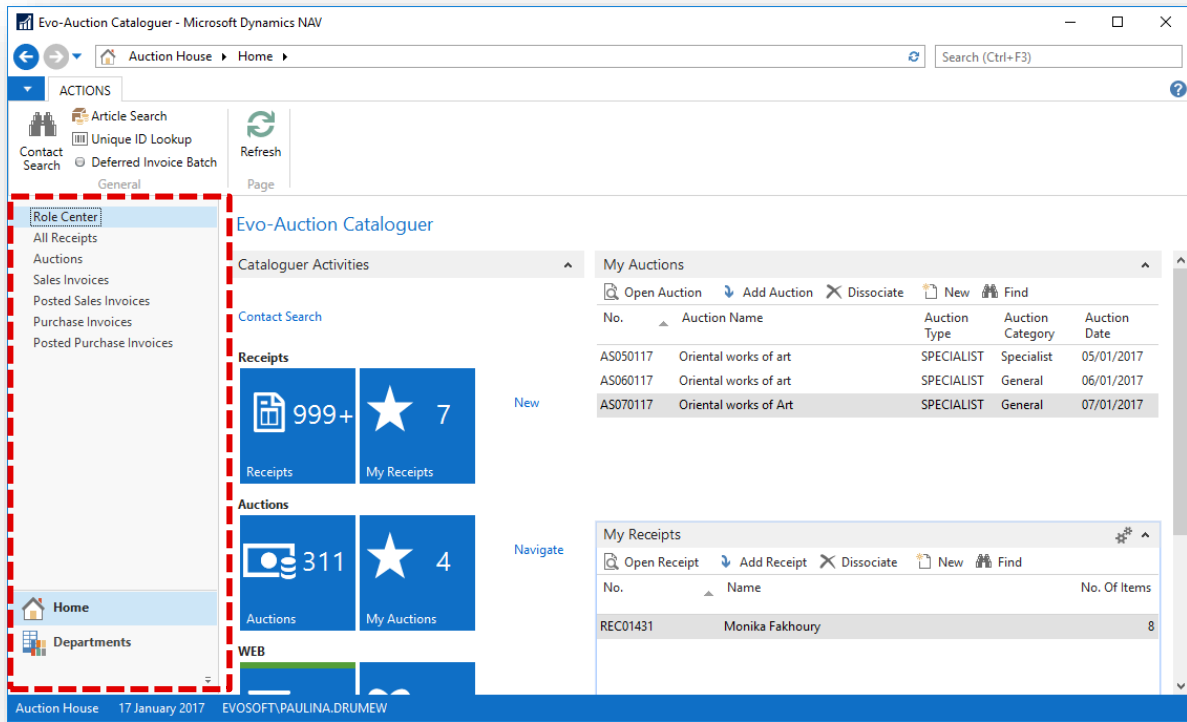 Evo-Auction Cataloguer - Microsoft Dynamics NAV
Auction House Home
Search (Ctrl+F3)
ACTIONS
Contact Search
Article Search
Unique ID Lookup
Deferred Invoice Batch
General
Refresh
Page
Role Center
All Receipts
Auctions
Sales Invoices
Posted Sales Invoices
Purchase Invoices
Posted Purchase Invoices
Home
Departments
Evo-Auction Cataloguer
Cataloguer Activities
Contact Search
Receipts
999+ 7
Receipts My Receipts
New
Auctions
311 4
Auctions My Auctions
Navigate
WEB
My Auctions
Open Auction Add Auction Dissociate New Find
No. Auction Name Auction Type Auction Category Auction Date
AS050117 Oriental works of art SPECIALIST Specialist 05/01/2017
AS060117 Oriental works of art SPECIALIST General 06/01/2017
AS070117 Oriental works of Art SPECIALIST General 07/01/2017
My Receipts
Open Receipt Add Receipt Dissociate New Find
No. Name No. Of Items
REC01431 Monika Fakhoury 8
Auction House 17 January 2017 EVOSOFT\PAULINA.DRUMEW